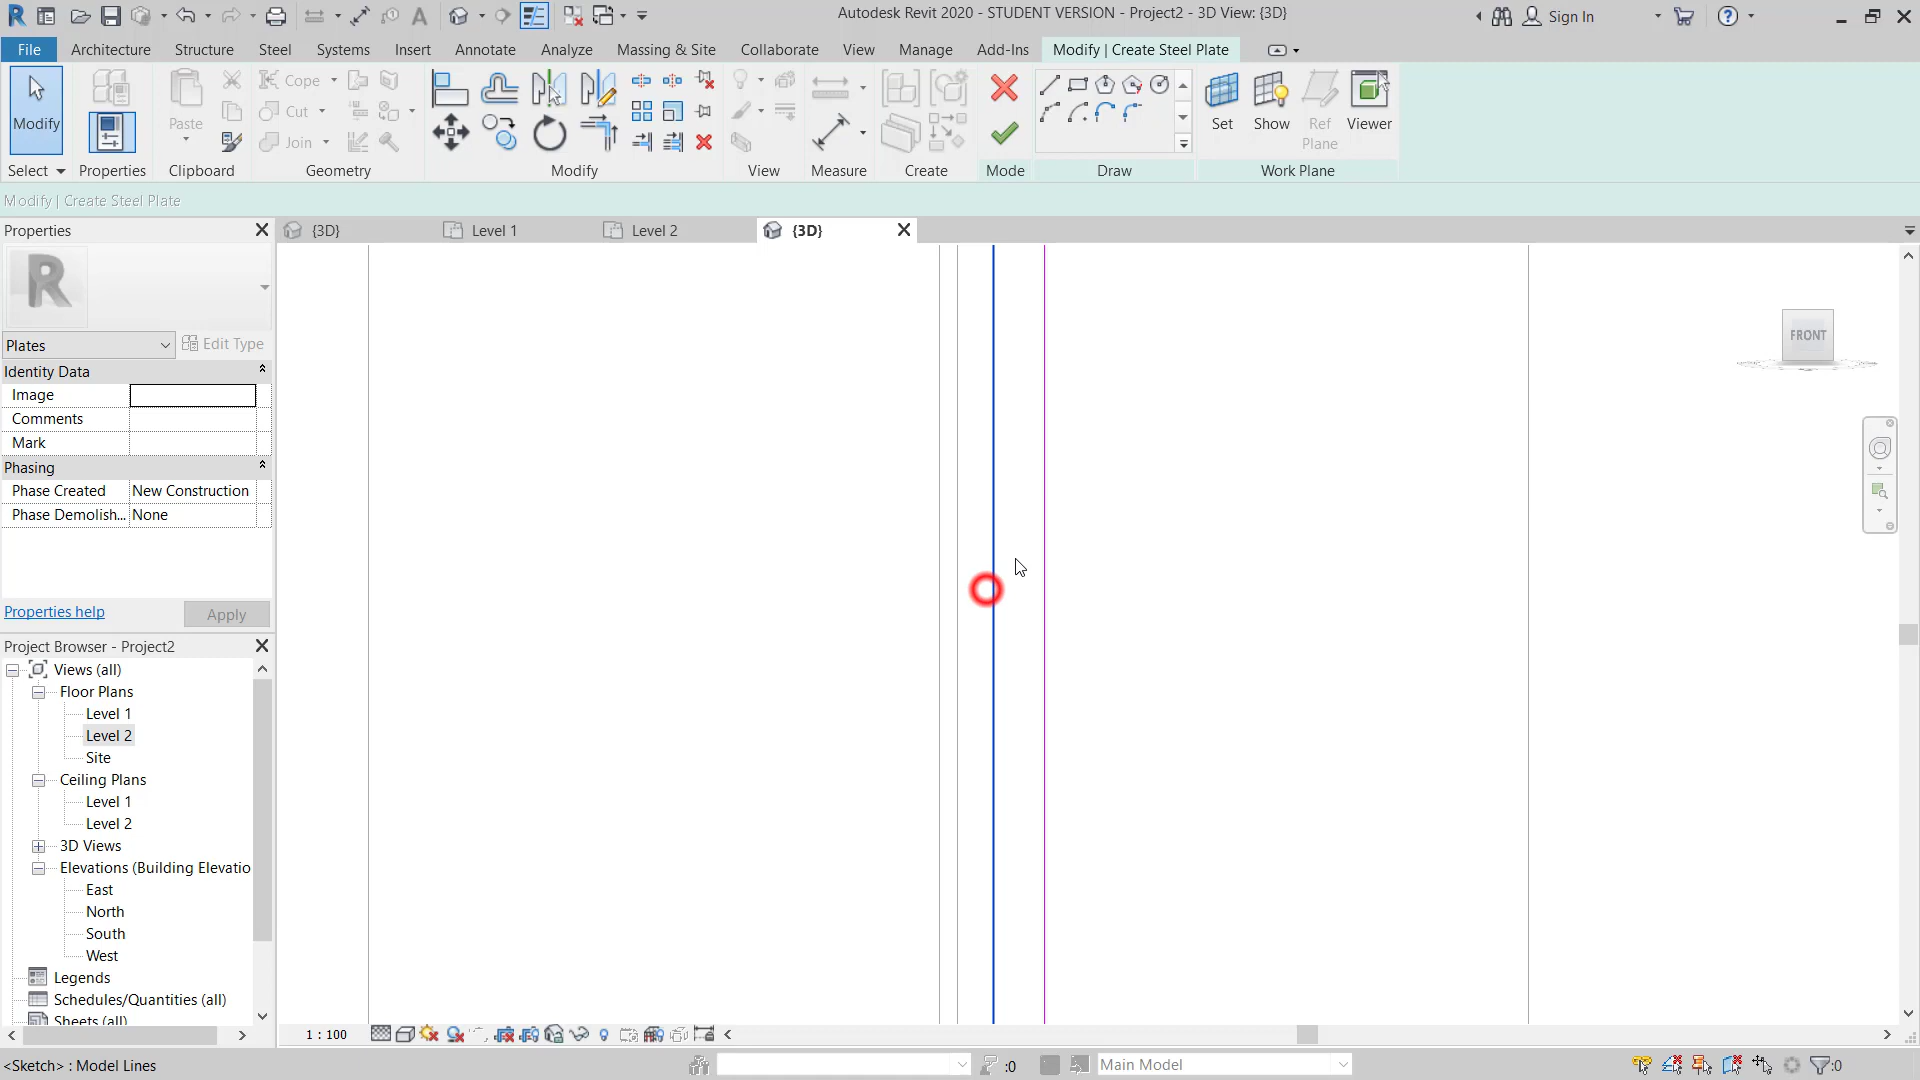 Autodesk Revit 2020 - STUDENT VERSION - Project2 - 3D View: {3D}
Sign In
File Architecture Structure Steel Systems Insert Annotate Analyze Massing & Site Collaborate View Manage Add-Ins Modify | Create Steel Plate
Modify
Paste
Cope
Cut
Join
Set
Show
Ref Plane
Viewer
Select Properties Clipboard Geometry Modify View Measure Create Mode Draw Work Plane
Modify | Create Steel Plate
Properties
{3D}
Level 1
Level 2
{3D}
Plates
Edit Type
Identity Data
Image
Comments
Mark
Phasing
Phase Created New Construction
Phase Demolish... None
Properties help
Apply
FRONT
Project Browser - Project2
Views (all)
Floor Plans
Level 1
Level 2
Site
Ceiling Plans
Level 1
Level 2
3D Views
Elevations (Building Elevatio
East
North
South
West
Legends
Schedules/Quantities (all)
Sheets (all)
1 : 100
<Sketch> : Model Lines
:0
Main Model
:0